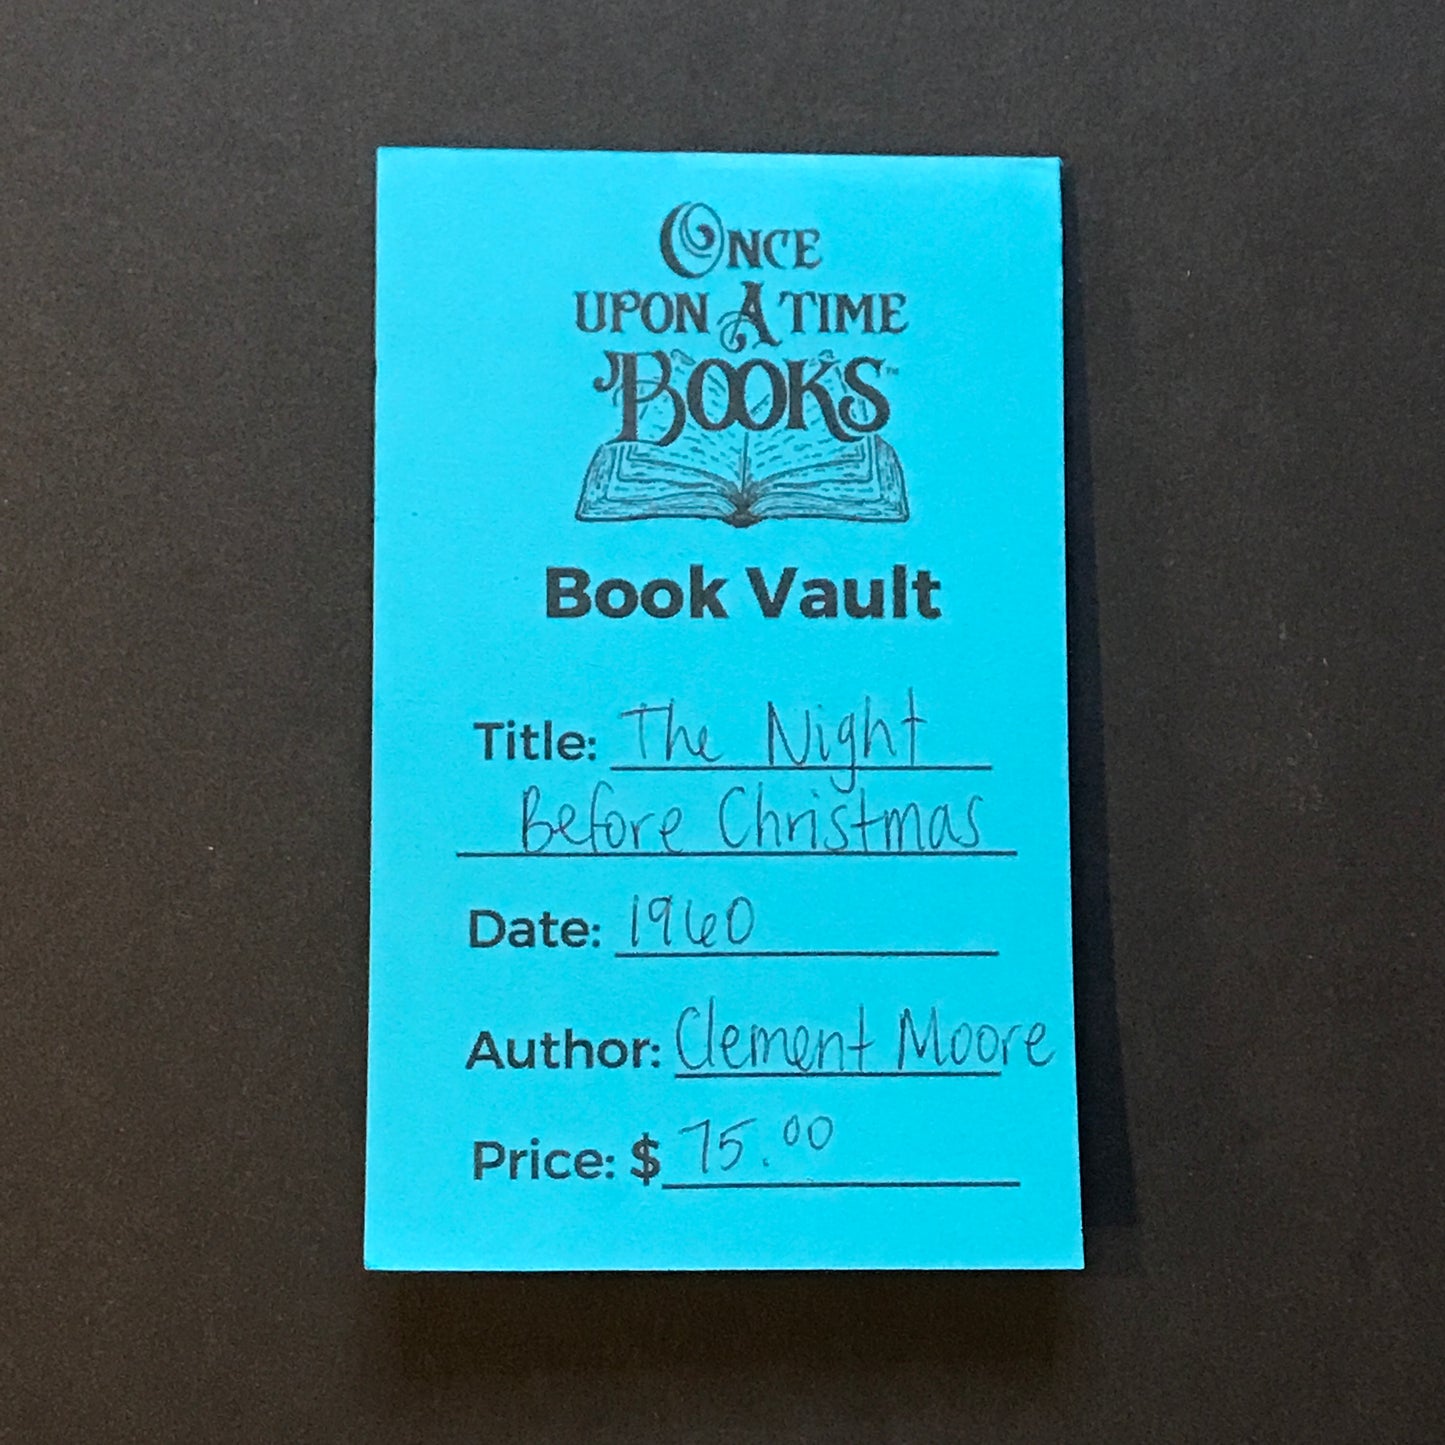 ONCE
UPON A TIME
BOOKS™
Book Vault
Title: The Night
Before Christmas
Date: 1960
Author: Clement Moore
Price: $ 75.00